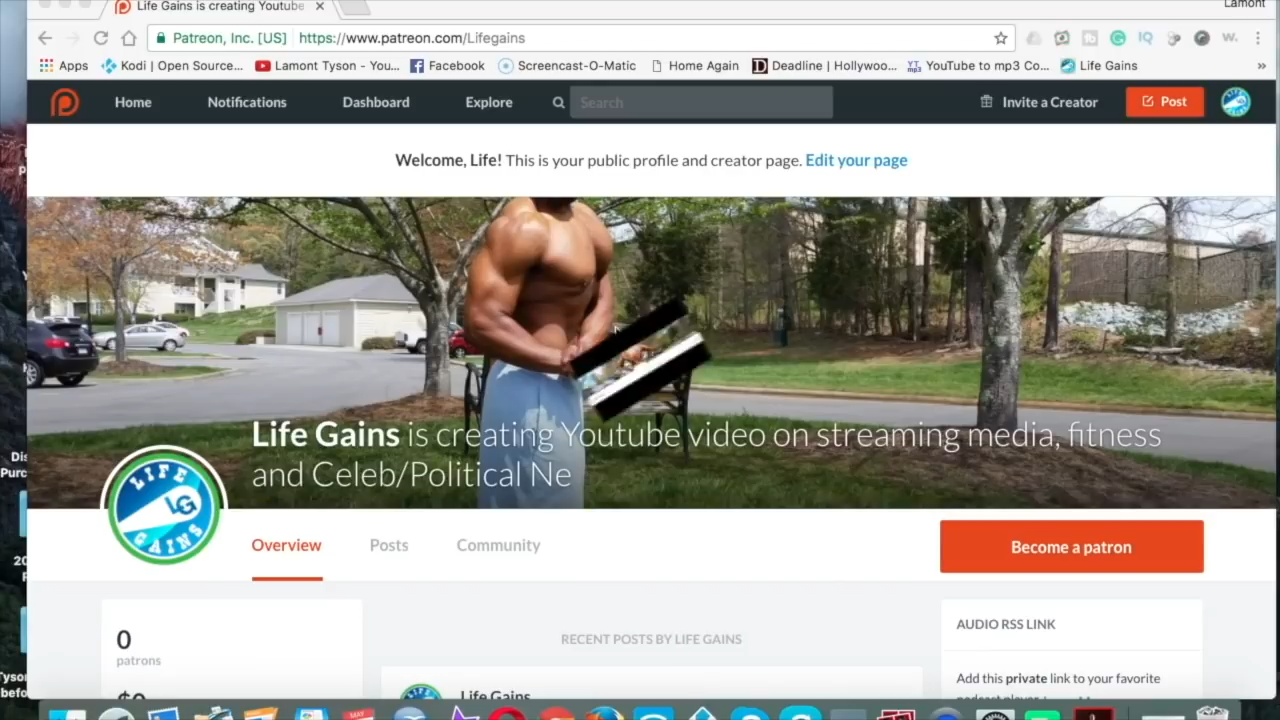 Life Gains is creating Youtube
Lamont
Patreon, Inc. [US] https://www.patreon.com/Lifegains
Apps Kodi | Open Source... Lamont Tyson - You... Facebook Screencast-O-Matic Home Again Deadline | Hollywoo... YouTube to mp3 Co... Life Gains »
Home Notifications Dashboard Explore Search Invite a Creator Post
Welcome, Life! This is your public profile and creator page. Edit your page
Life Gains is creating Youtube video on streaming media, fitness
and Celeb/Political Ne
LIFE
LG
GAINS
Overview Posts Community Become a patron
0
patrons
RECENT POSTS BY LIFE GAINS
AUDIO RSS LINK
Add this private link to your favorite
Life Gains